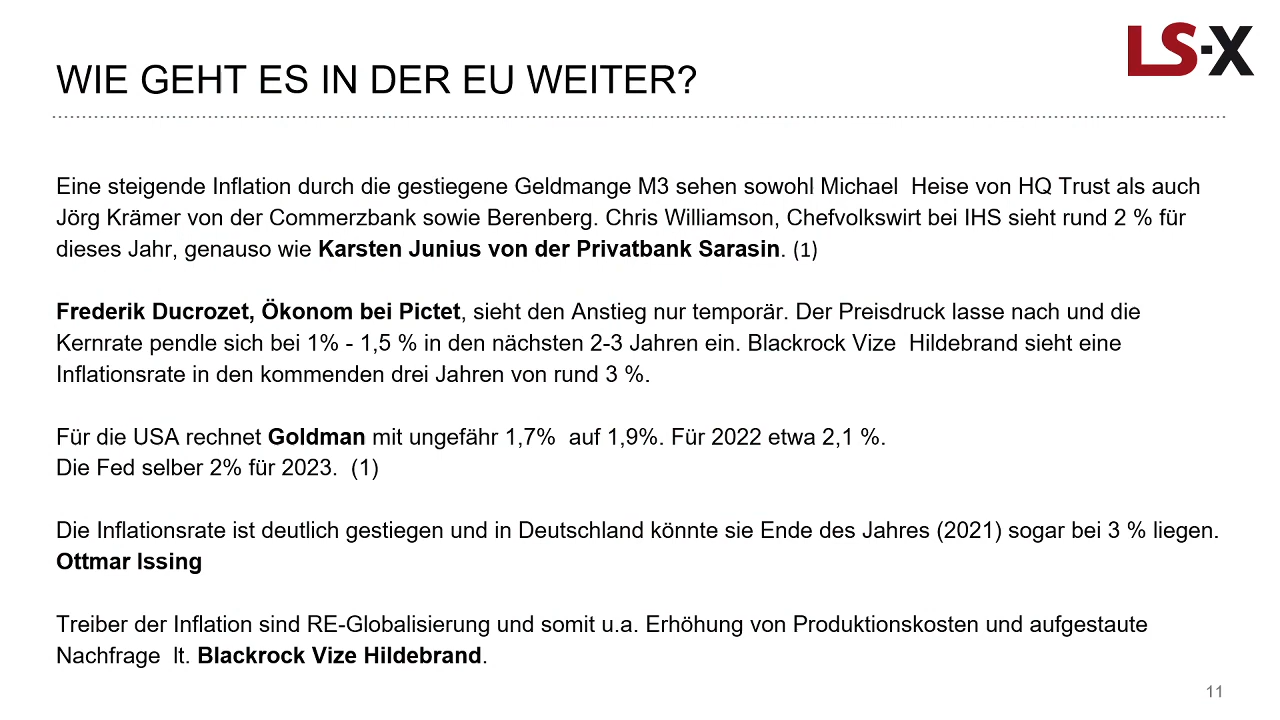 LS-X
WIE GEHT ES IN DER EU WEITER?
Eine steigende Inflation durch die gestiegene Geldmange M3 sehen sowohl Michael  Heise von HQ Trust als auch
Jörg Krämer von der Commerzbank sowie Berenberg. Chris Williamson, Chefvolkswirt bei IHS sieht rund 2 % für
dieses Jahr, genauso wie Karsten Junius von der Privatbank Sarasin. (1)
Frederik Ducrozet, Ökonom bei Pictet, sieht den Anstieg nur temporär. Der Preisdruck lasse nach und die
Kernrate pendle sich bei 1% - 1,5 % in den nächsten 2-3 Jahren ein. Blackrock Vize  Hildebrand sieht eine
Inflationsrate in den kommenden drei Jahren von rund 3 %.
Für die USA rechnet Goldman mit ungefähr 1,7%  auf 1,9%. Für 2022 etwa 2,1 %.
Die Fed selber 2% für 2023.  (1)
Die Inflationsrate ist deutlich gestiegen und in Deutschland könnte sie Ende des Jahres (2021) sogar bei 3 % liegen.
Ottmar Issing
Treiber der Inflation sind RE-Globalisierung und somit u.a. Erhöhung von Produktionskosten und aufgestaute
Nachfrage  lt. Blackrock Vize Hildebrand.
11